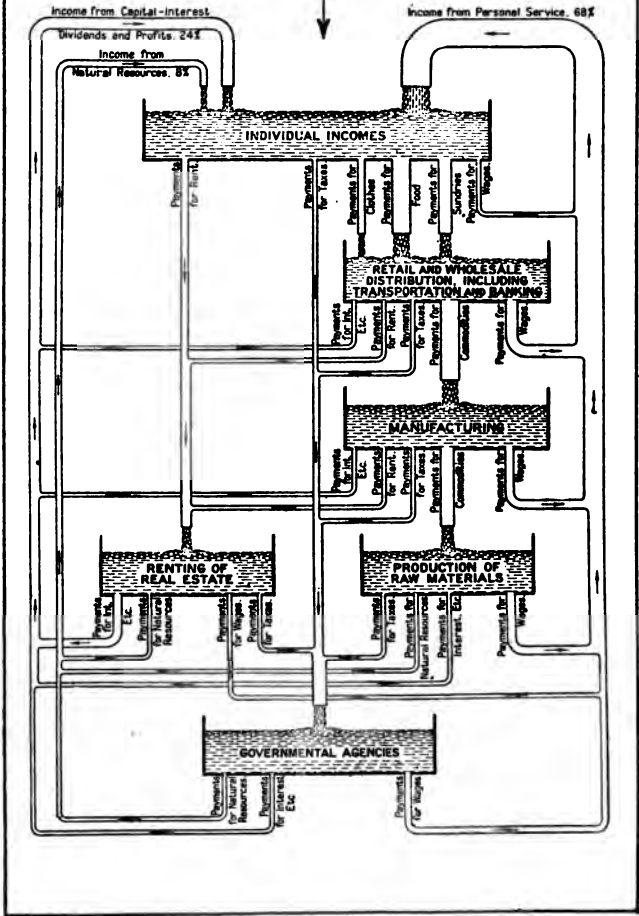 Income from Capital-Interest
Dividends and Profits. 24%
Income from
Natural Resources. 8%
Income from Personal Service. 68%
INDIVIDUAL INCOMES
Payments
for Rent.
Payments
for Taxes.
Payments for
Clothes
Payments for
Food
Payments for
Sundries
Payments for
Wages.
RETAIL AND WHOLESALE
DISTRIBUTION, INCLUDING
TRANSPORTATION AND BANKING
Payments
for Int.
Etc.
Payments
for Rent.
Payments
for Taxes.
Payments for
Commodities
Payments for
Wages.
MANUFACTURING
Payments
for Int.
Etc.
Payments
for Rent.
Payments
for Taxes.
Payments for
Commodities
Payments for
Wages.
RENTING OF
REAL ESTATE
Payments
for Int.
Etc.
Payments
for Natural
Resources.
Payments
for Wages.
Payments
for Taxes.
PRODUCTION OF
RAW MATERIALS
Payments
for Taxes.
Payments for
Natural Resources
Payments for
Interest, Etc.
Payments for
Wages.
GOVERNMENTAL AGENCIES
Payments
for Natural
Resources.
Payments
for Interest
Etc
Payments
for Wages